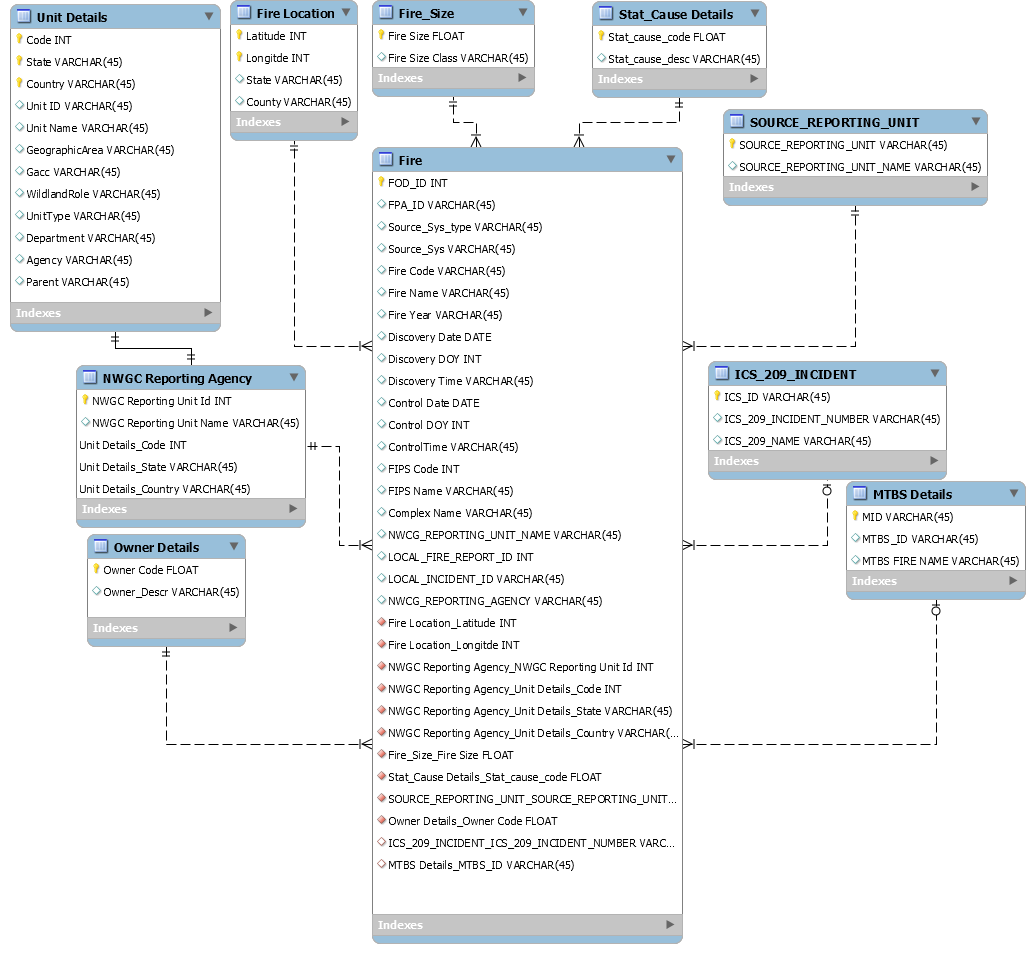 Unit Details
Code INT
State VARCHAR(45)
Country VARCHAR(45)
Unit ID VARCHAR(45)
Unit Name VARCHAR(45)
GeographicArea VARCHAR(45)
Gacc VARCHAR(45)
WildlandRole VARCHAR(45)
UnitType VARCHAR(45)
Department VARCHAR(45)
Agency VARCHAR(45)
Parent VARCHAR(45)
Indexes
Fire Location
Latitude INT
Longitde INT
State VARCHAR(45)
County VARCHAR(45)
Indexes
Fire_Size
Fire Size FLOAT
Fire Size Class VARCHAR(45)
Indexes
Stat_Cause Details
Stat_cause_code FLOAT
Stat_cause_desc VARCHAR(45)
Indexes
SOURCE_REPORTING_UNIT
SOURCE_REPORTING_UNIT VARCHAR(45)
SOURCE_REPORTING_UNIT_NAME VARCHAR(45)
Indexes
Fire
FOD_ID INT
FPA_ID VARCHAR(45)
Source_Sys_type VARCHAR(45)
Source_Sys VARCHAR(45)
Fire Code VARCHAR(45)
Fire Name VARCHAR(45)
Fire Year VARCHAR(45)
Discovery Date DATE
Discovery DOY INT
Discovery Time VARCHAR(45)
Control Date DATE
Control DOY INT
ControlTime VARCHAR(45)
FIPS Code INT
FIPS Name VARCHAR(45)
Complex Name VARCHAR(45)
NWCG_REPORTING_UNIT_NAME VARCHAR(45)
LOCAL_FIRE_REPORT_ID INT
LOCAL_INCIDENT_ID VARCHAR(45)
NWCG_REPORTING_AGENCY VARCHAR(45)
Fire Location_Latitude INT
Fire Location_Longitde INT
NWGC Reporting Agency_NWGC Reporting Unit Id INT
NWGC Reporting Agency_Unit Details_Code INT
NWGC Reporting Agency_Unit Details_State VARCHAR(45)
NWGC Reporting Agency_Unit Details_Country VARCHAR(...
Fire_Size_Fire Size FLOAT
Stat_Cause Details_Stat_cause_code FLOAT
SOURCE_REPORTING_UNIT_SOURCE_REPORTING_UNIT...
Owner Details_Owner Code FLOAT
ICS_209_INCIDENT_ICS_209_INCIDENT_NUMBER VARC...
MTBS Details_MTBS_ID VARCHAR(45)
Indexes
NWGC Reporting Agency
NWGC Reporting Unit Id INT
NWGC Reporting Unit Name VARCHAR(45)
Unit Details_Code INT
Unit Details_State VARCHAR(45)
Unit Details_Country VARCHAR(45)
Indexes
Owner Details
Owner Code FLOAT
Owner_Descr VARCHAR(45)
Indexes
ICS_209_INCIDENT
ICS_ID VARCHAR(45)
ICS_209_INCIDENT_NUMBER VARCHAR(45)
ICS_209_NAME VARCHAR(45)
Indexes
MTBS Details
MID VARCHAR(45)
MTBS_ID VARCHAR(45)
MTBS FIRE NAME VARCHAR(45)
Indexes